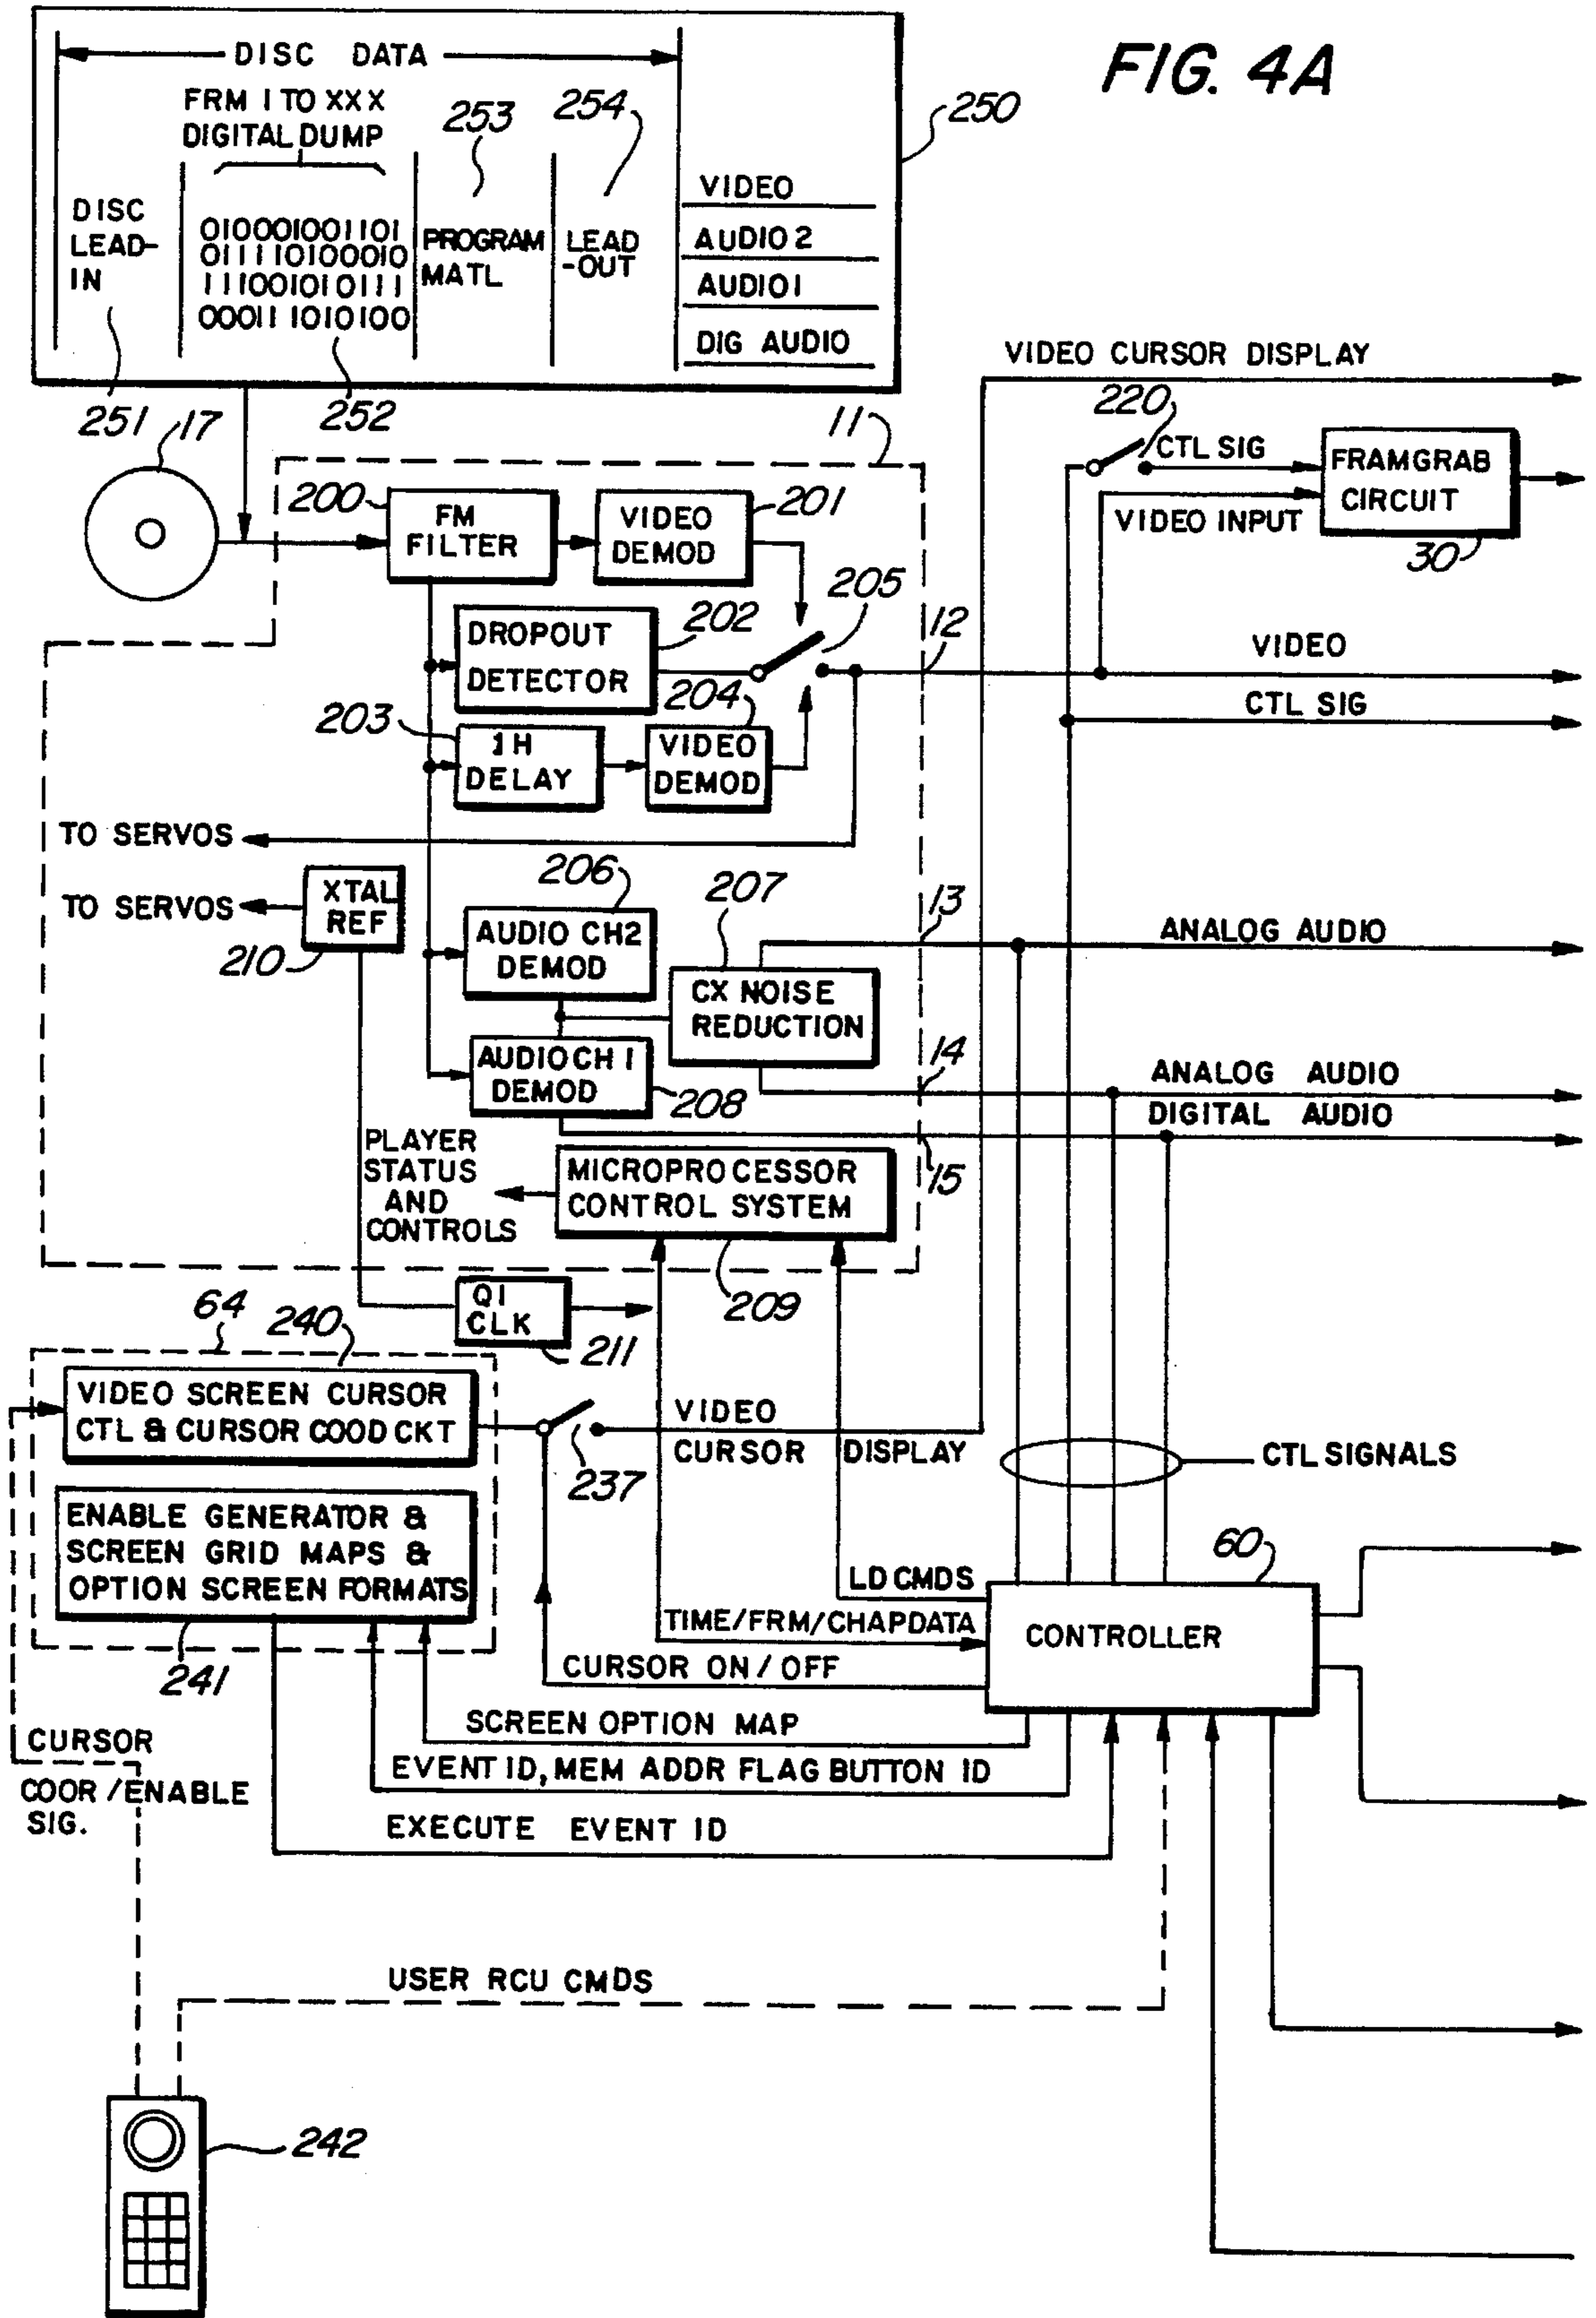 FIG. 4A
DISC DATA
FRM 1 TO XXX
DIGITAL DUMP
253
254
250
DISC
LEAD-
IN
010001001101
011110100010
111001010111
000111010100
PROGRAM
MATL
LEAD
-OUT
VIDEO
AUDIO 2
AUDIO 1
DIG AUDIO
251
17
252
11
VIDEO CURSOR DISPLAY
220
CTL SIG
FRAMGRAB
CIRCUIT
VIDEO INPUT
30
200
FM
FILTER
VIDEO
DEMOD
201
DROPOUT
DETECTOR
202
205
12
VIDEO
CTL SIG
203
1H
DELAY
204
VIDEO
DEMOD
TO SERVOS
TO SERVOS
XTAL
REF
210
206
AUDIO CH2
DEMOD
207
CX NOISE
REDUCTION
13
ANALOG AUDIO
AUDIO CH 1
DEMOD
208
14
ANALOG AUDIO
DIGITAL AUDIO
15
PLAYER
STATUS
AND
CONTROLS
MICROPROCESSOR
CONTROL SYSTEM
209
Q1
CLK
211
64
240
VIDEO SCREEN CURSOR
CTL & CURSOR COOD CKT
237
VIDEO
CURSOR DISPLAY
CTL SIGNALS
ENABLE GENERATOR &
SCREEN GRID MAPS &
OPTION SCREEN FORMATS
241
60
LD CMDS
TIME/FRM/CHAPDATA
CONTROLLER
CURSOR ON / OFF
SCREEN OPTION MAP
EVENT ID, MEM ADDR FLAG BUTTON ID
EXECUTE EVENT ID
CURSOR
COOR / ENABLE
SIG.
USER RCU CMDS
242